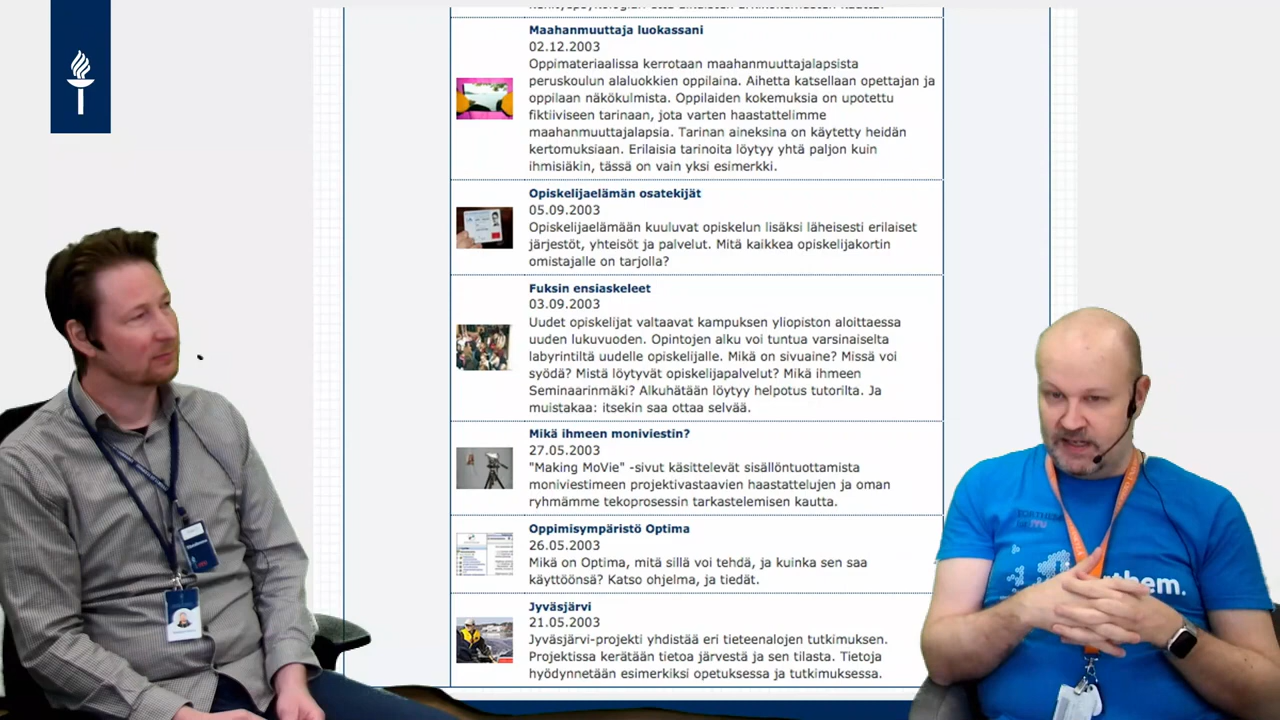 Maahanmuuttaja luokassani
02.12.2003
Oppimateriaalissa kerrotaan maahanmuuttajalapsista
peruskoulun alaluokkien oppilaina. Aihetta katsellaan opettajan ja
oppilaan näkökulmista. Oppilaiden kokemuksia on upotettu
fiktiiviseen tarinaan, jota varten haastattelimme
maahanmuuttajalapsia. Tarinan aineksina on käytetty heidän
kertomuksiaan. Erilaisia tarinoita löytyy yhtä paljon kuin
ihmisiäkin, tässä on vain yksi esimerkki.
Opiskelijaelämän osatekijät
05.09.2003
Opiskelijaelämään kuuluvat opiskelun lisäksi läheisesti erilaiset
järjestöt, yhteisöt ja palvelut. Mitä kaikkea opiskelijakortin
omistajalle on tarjolla?
Fuksin ensiaskeleet
03.09.2003
Uudet opiskelijat valtaavat kampuksen yliopiston aloittaessa
uuden lukuvuoden. Opintojen alku voi tuntua varsinaiselta
labyrintiltä uudelle opiskelijalle. Mikä on sivuaine? Missä voi
syödä? Mistä löytyvät opiskelijapalvelut? Mikä ihmeen
Seminaarinmäki? Alkuhätään löytyy helpotus tutorilta. Ja
muistakaa: itsekin saa ottaa selvää.
Mikä ihmeen moniviestin?
27.05.2003
"Making MoVie" -sivut käsittelevät sisällöntuottamista
moniviestimeen projektivastaavien haastattelujen ja oman
ryhmämme tekoprosessin tarkastelemisen kautta.
Oppimisympäristö Optima
26.05.2003
Mikä on Optima, mitä sillä voi tehdä, ja kuinka sen saa
käyttöönsä? Katso ohjelma, ja tiedät.
Jyväsjärvi
21.05.2003
Jyväsjärvi-projekti yhdistää eri tieteenalojen tutkimuksen.
Projektissa kerätään tietoa järvestä ja sen tilasta. Tietoja
hyödynnetään esimerkiksi opetuksessa ja tutkimuksessa.